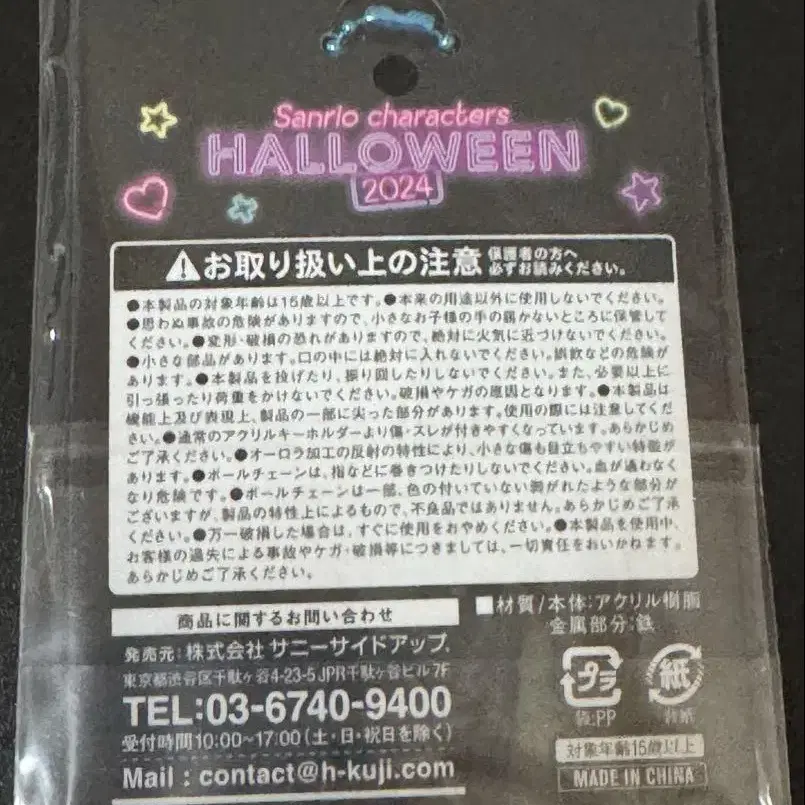 Sanrio characters
HALLOWEEN
2024
お取り扱い上の注意 保護者の方へ必ずお読みください。
●本製品の対象年齢は15歳以上です。●本来の用途以外に使用しないでください。
●思わぬ事故の危険がありますので、小さなお子様の手の届かないところに保管して
ください。●変形・破損の恐れがありますので、絶対に火気に近づけないでください。
●小さな部品があります。口の中には絶対に入れないでください。誤飲などの危険が
あります。●本製品を投げたり、振り回したりしないでください。また、必要以上に
引っ張ったり荷重をかけないでください。破損やケガの原因となります。●本製品は
機能上及び表現上、製品の一部に尖った部分があります。使用の際には注意してくだ
さい。●通常のアクリルキーホルダーより傷・スレが付きやすくなっています。あらかじめ
ご了承ください。●オーロラ加工の反射の特性により、小さな傷も目立ちやすい特徴が
あります。●ボールチェーンは、指などに巻きつけたりしないでください。血が通わなく
なり危険です。●ボールチェーンは一部、色の付いていない剥がれたような部分が
ございますが、製品の特性上によるもので、不良品ではありません。あらかじめご了承
ください。●万一破損した場合は、すぐに使用をおやめください。●本製品を使用中、
お客様の過失による事故やケガ・破損等につきましては、一切責任をおいかねます。
あらかじめご了承ください。
商品に関するお問い合わせ
発売元:株式会社 サニーサイドアップ
東京都渋谷区千駄ヶ谷4-23-5 JPR千駄ヶ谷ビル7F
TEL:03-6740-9400
受付時間10:00~17:00(土・日・祝日を除く)
Mail : contact@h-kuji.com
■材質/本体:アクリル樹脂
金属部分:鉄
プラ
袋:PP
紙
台紙
対象年齢15歳以上
MADE IN CHINA